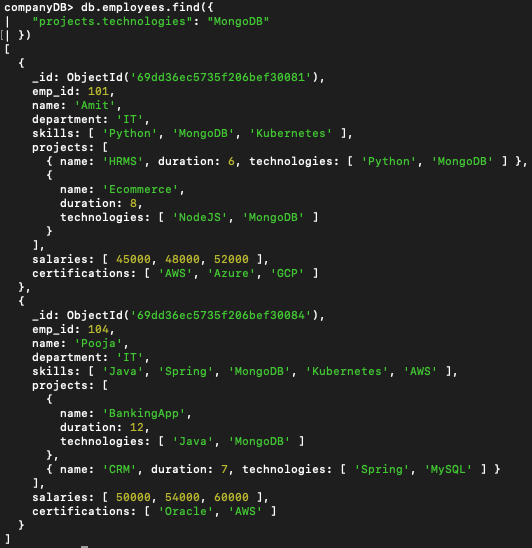 companyDB> db.employees.find({
|   "projects.technologies": "MongoDB"
[| })
[
  {
    _id: ObjectId('69dd36ec5735f206bef30081'),
    emp_id: 101,
    name: 'Amit',
    department: 'IT',
    skills: [ 'Python', 'MongoDB', 'Kubernetes' ],
    projects: [
      { name: 'HRMS', duration: 6, technologies: [ 'Python', 'MongoDB' ] },
      {
        name: 'Ecommerce',
        duration: 8,
        technologies: [ 'NodeJS', 'MongoDB' ]
      }
    ],
    salaries: [ 45000, 48000, 52000 ],
    certifications: [ 'AWS', 'Azure', 'GCP' ]
  },
  {
    _id: ObjectId('69dd36ec5735f206bef30084'),
    emp_id: 104,
    name: 'Pooja',
    department: 'IT',
    skills: [ 'Java', 'Spring', 'MongoDB', 'Kubernetes', 'AWS' ],
    projects: [
      {
        name: 'BankingApp',
        duration: 12,
        technologies: [ 'Java', 'MongoDB' ]
      },
      { name: 'CRM', duration: 7, technologies: [ 'Spring', 'MySQL' ] }
    ],
    salaries: [ 50000, 54000, 60000 ],
    certifications: [ 'Oracle', 'AWS' ]
  }
]